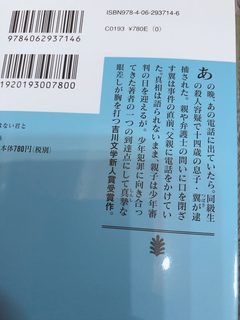 ISBN978-4-06-293714-6
9784062937146
C0193 ¥780E (0)
1920193007800
あの晩、あの電話に出ていたら。同級生
の殺人容疑で十四歳の息子・翼が逮
捕された。親や弁護士の問いに口を閉ざ
す翼は事件の直前、父親に電話をかけてい
た。真相は語られないまま、親子は少年審
判の日を迎えるが。少年犯罪に向き合っ
てきた著者の一つの到達点にして真摯な
眼差しが胸を打つ吉川文学新人賞受賞作。
はない君と
本体780円(税別)